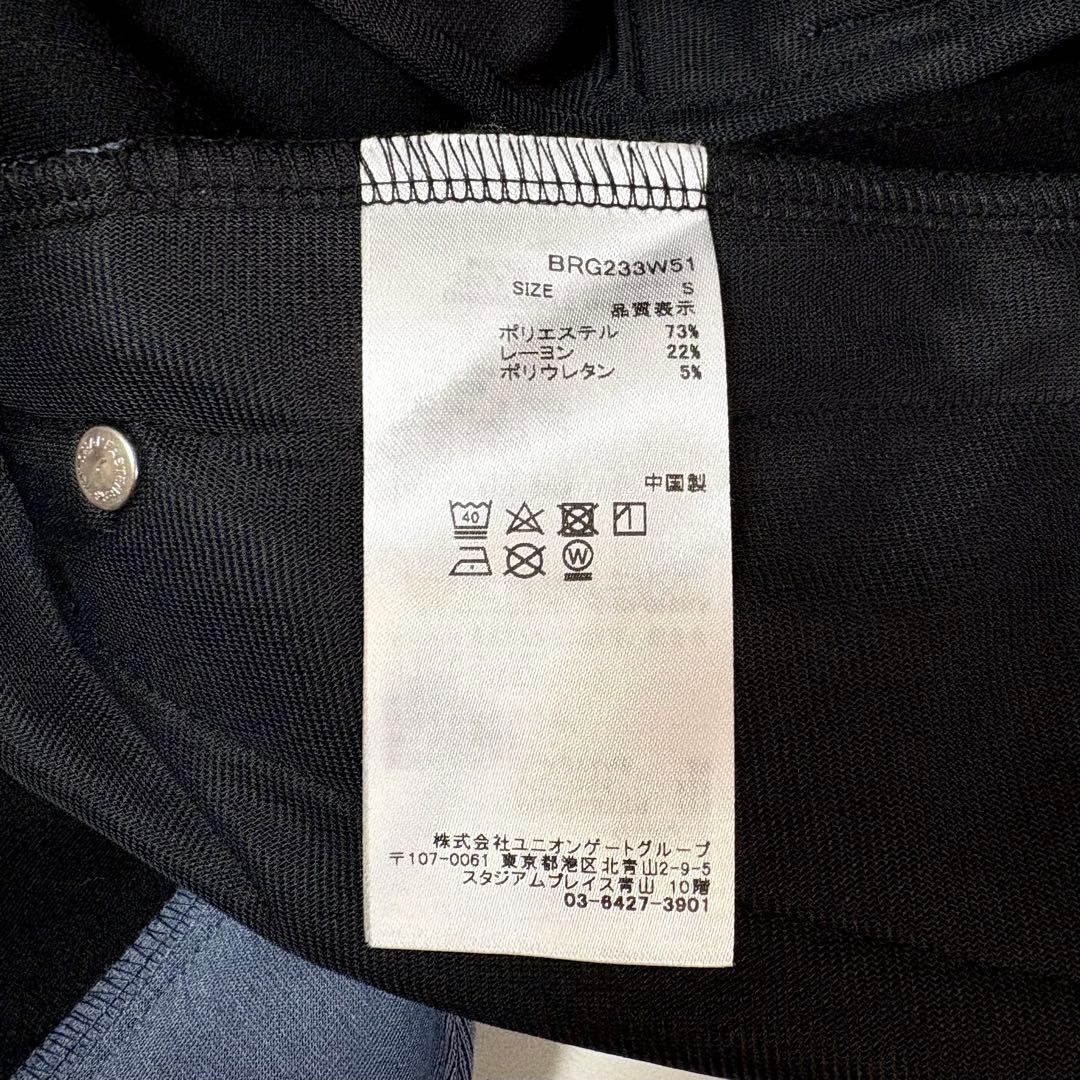 BRG233W51
SIZE S
品質表示
ポリエステル 73%
レーヨン 22%
ポリウレタン 5%
中国製
40
W
株式会社ユニオンゲートグループ
〒107-0061 東京都港区北青山2-9-5
スタジアムプレイス青山 10階
03-6427-3901